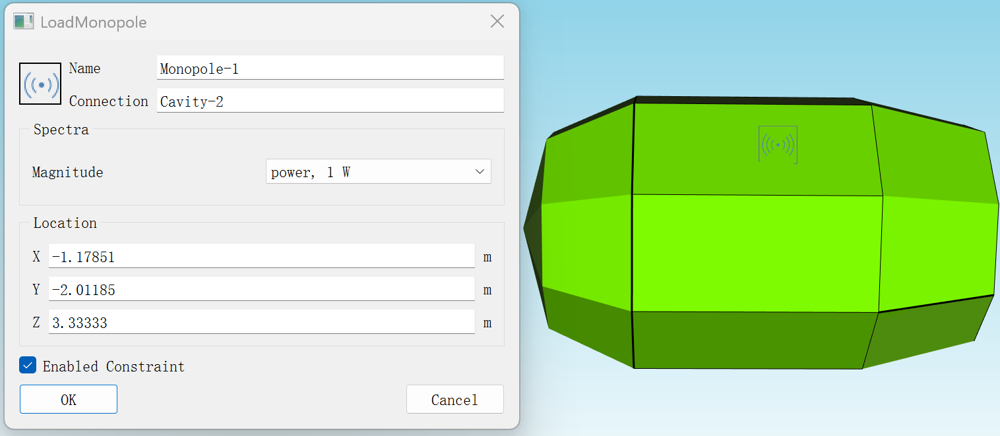 LoadMonopole
Name Monopole-1
Connection Cavity-2
Spectra
Magnitude power, 1 W
Location
X -1.17851 m
Y -2.01185 m
Z 3.33333 m
Enabled Constraint
OK Cancel